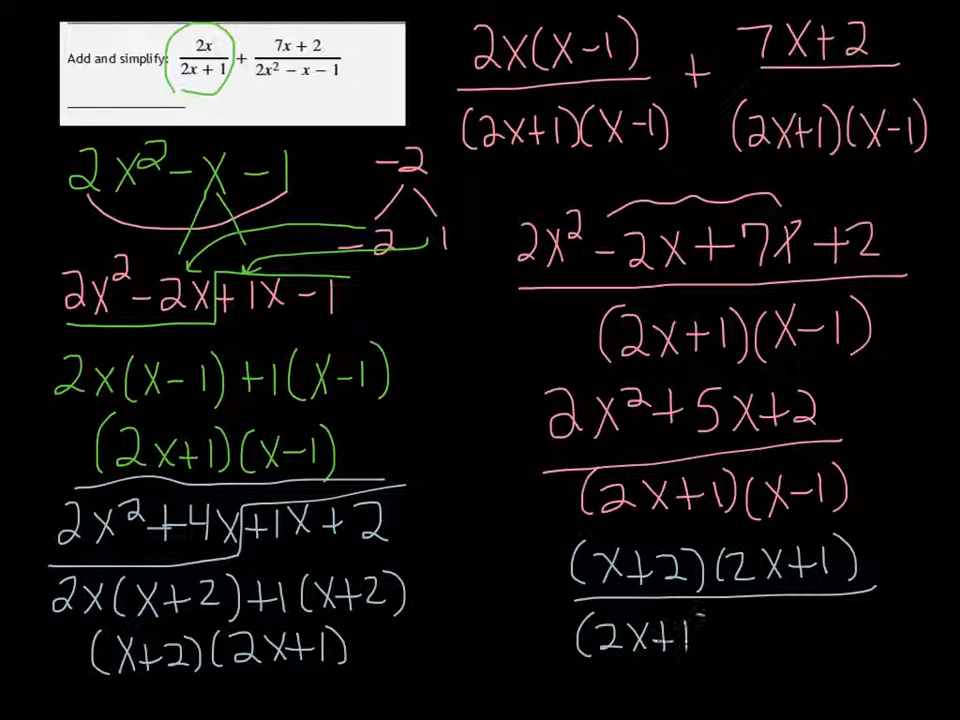 Add and simplify: 2x/(2x + 1) + (7x + 2)/(2x² − x − 1)
2x² − x − 1
−2
−2 1
2x² − 2x + 1x − 1
2x(x − 1) + 1(x − 1)
(2x+1)(x−1)
2x² + 4x + 1x + 2
2x(x+2) + 1(x+2)
(x+2)(2x+1)
2x(x−1) + 7x+2
(2x+1)(x−1) (2x+1)(x−1)
2x² − 2x + 7x + 2
(2x+1)(x−1)
2x² + 5x + 2
(2x+1)(x−1)
(x+2)(2x+1)
(2x+1